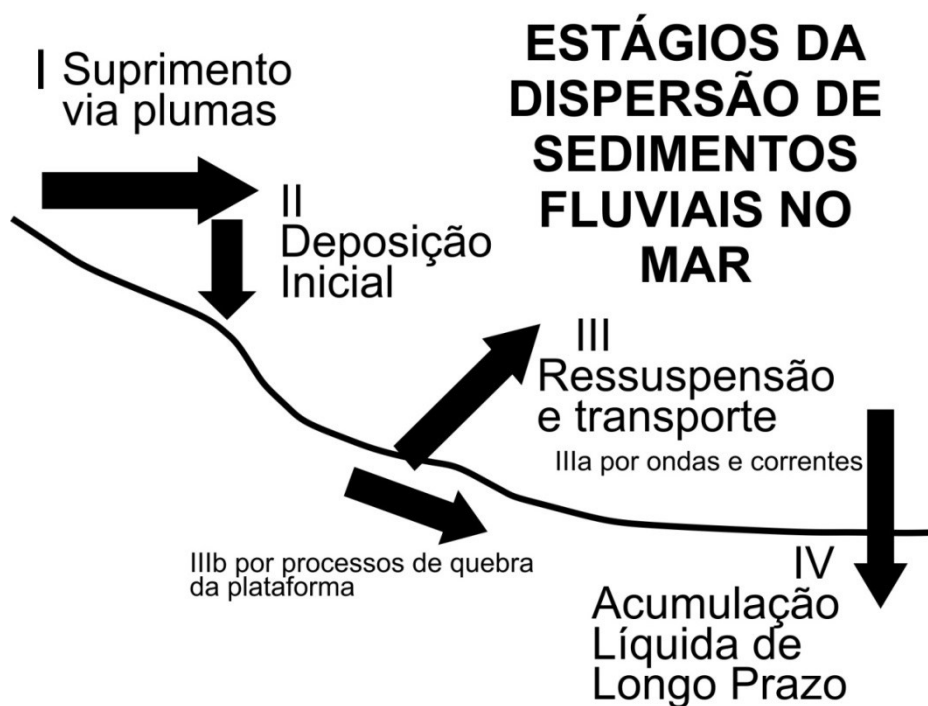 ESTÁGIOS DA
DISPERSÃO DE
SEDIMENTOS
FLUVIAIS NO
MAR
I Suprimento
via plumas
II
Deposição
Inicial
III
Ressuspensão
e transporte
IIIa por ondas e correntes
IIIb por processos de quebra
da plataforma
IV
Acumulação
Líquida de
Longo Prazo